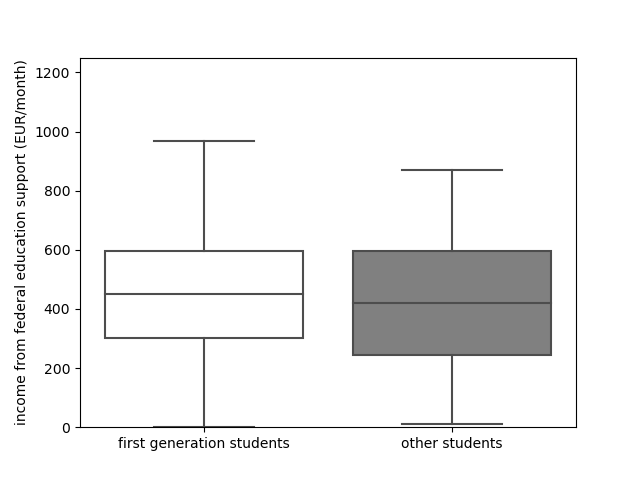 income from federal education support (EUR/month)
1200
1000
800
600
400
200
0
first generation students
other students